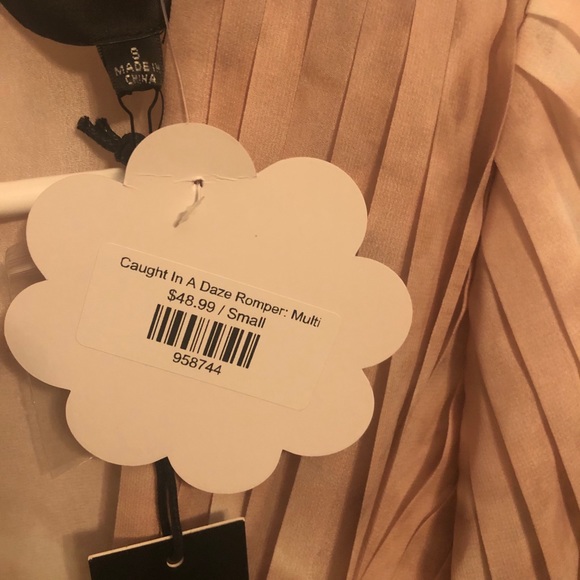 S
MADE IN
CHINA
Caught In A Daze Romper: Multi
$48.99 / Small
958744